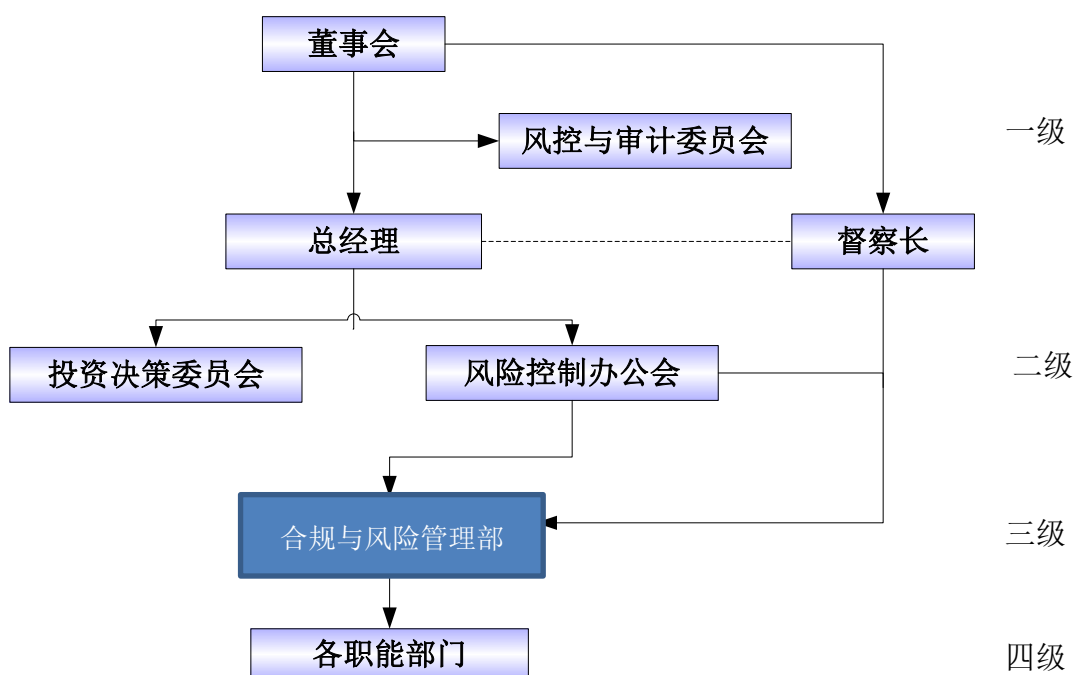 董事会
风控与审计委员会
一级
总经理
督察长
投资决策委员会
风险控制办公会
二级
合规与风险管理部
三级
各职能部门
四级